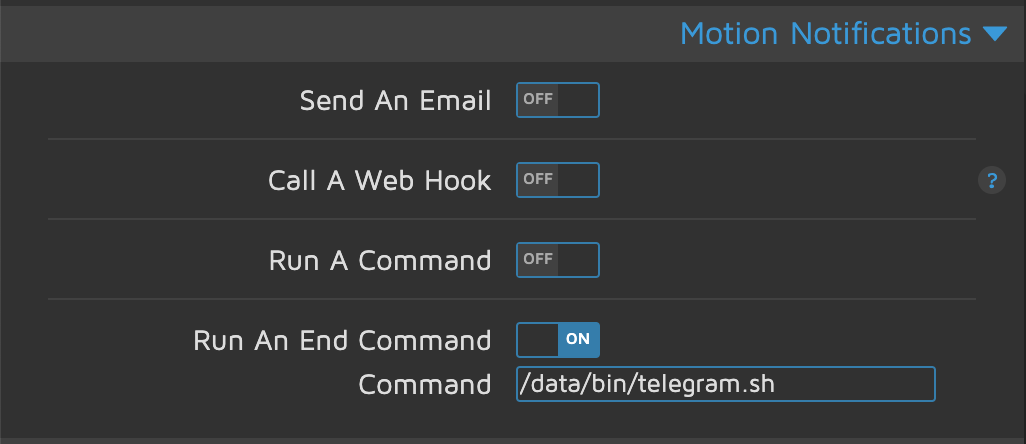 Motion Notifications
Send An Email OFF
Call A Web Hook OFF ?
Run A Command OFF
Run An End Command ON
Command /data/bin/telegram.sh